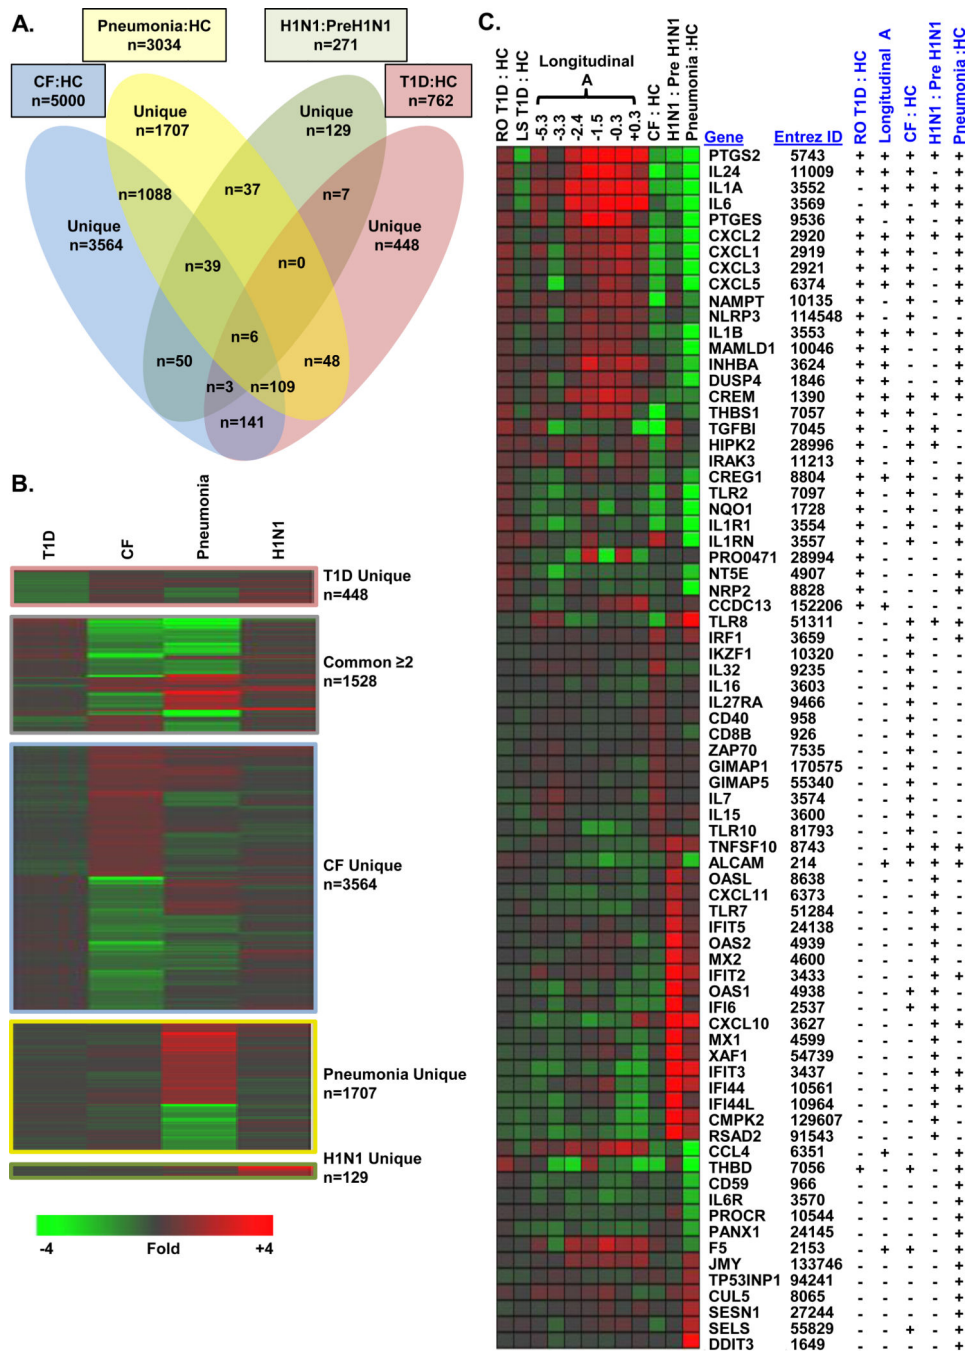 A.
Pneumonia:HC
n=3034
H1N1:PreH1N1
n=271
CF:HC
n=5000
T1D:HC
n=762
Unique
n=1707
Unique
n=129
n=1088
n=37
n=7
Unique
n=3564
Unique
n=448
n=39
n=0
n=6
n=50
n=48
n=3
n=109
n=141
B.
T1D
CF
Pneumonia
H1N1
T1D Unique
n=448
Common ≥2
n=1528
CF Unique
n=3564
Pneumonia Unique
n=1707
H1N1 Unique
n=129
-4
Fold
+4
C.
RO T1D : HC
LS T1D : HC
Longitudinal
A
-5.3
-3.3
-2.4
-1.5
-0.3
+0.3
CF : HC
H1N1 : Pre H1N1
Pneumonia :HC
Gene Entrez ID
RO T1D : HC
Longitudinal A
CF : HC
H1N1 : Pre H1N1
Pneumonia :HC
PTGS2 5743 + + + + +
IL24 11009 + + + - +
IL1A 3552 - + + + +
IL6 3569 - + - + +
PTGES 9536 + - + - +
CXCL2 2920 + + + + +
CXCL1 2919 + + + - +
CXCL3 2921 + + + - +
CXCL5 6374 + + + - +
NAMPT 10135 + - + - +
NLRP3 114548 + - + - -
IL1B 3553 + + + - +
MAMLD1 10046 + + - - +
INHBA 3624 + + - - +
DUSP4 1846 + + - - +
CREM 1390 + + + + +
THBS1 7057 + + + - -
TGFBI 7045 + - + + -
HIPK2 28996 + - + + -
IRAK3 11213 + - + - -
CREG1 8804 + + + - +
TLR2 7097 + - + - +
NQO1 1728 + - + - +
IL1R1 3554 + - + - +
IL1RN 3557 + - + - +
PRO0471 28994 + - - - -
NT5E 4907 + - - - +
NRP2 8828 + - - - +
CCDC13 152206 + + - - -
TLR8 51311 - - + + +
IRF1 3659 - - + - +
IKZF1 10320 - - + - -
IL32 9235 - - + - -
IL16 3603 - - + - -
IL27RA 9466 - - + - -
CD40 958 - - + - -
CD8B 926 - - + - -
ZAP70 7535 - - + - -
GIMAP1 170575 - - + - -
GIMAP5 55340 - - + - -
IL7 3574 - - + - -
IL15 3600 - - + - -
TLR10 81793 - - + - -
TNFSF10 8743 - - + + +
ALCAM 214 - + + + +
OASL 8638 - - - + -
CXCL11 6373 - - - + -
TLR7 51284 - - - + -
IFIT5 24138 - - - + -
OAS2 4939 - - - + -
MX2 4600 - - - + -
IFIT2 3433 - - - + +
OAS1 4938 - - + + -
IFI6 2537 - - + + -
CXCL10 3627 - - - + +
MX1 4599 - - - + -
XAF1 54739 - - - + -
IFIT3 3437 - - - + +
IFI44 10561 - - - + +
IFI44L 10964 - - - + -
CMPK2 129607 - - - + -
RSAD2 91543 - - - + -
CCL4 6351 - + - - +
THBD 7056 + - + - +
CD59 966 - - - - +
IL6R 3570 - - - - +
PROCR 10544 - - - - +
PANX1 24145 - - - - +
F5 2153 - + + - +
JMY 133746 - - - - +
TP53INP1 94241 - - - - +
CUL5 8065 - - - - +
SESN1 27244 - - - - +
SELS 55829 - - + - +
DDIT3 1649 - - - - +